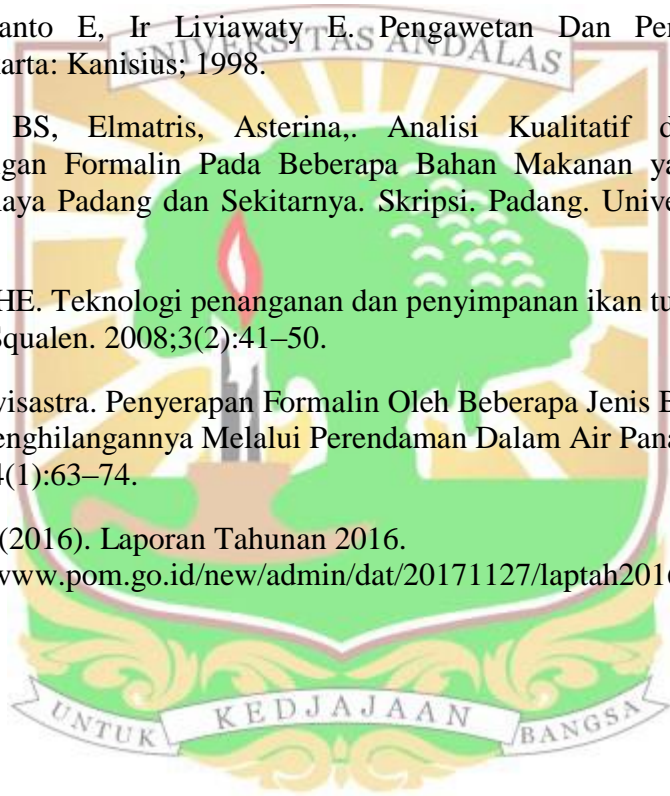 anto E, Ir Liviawaty E. Pengawetan Dan Per
arta: Kanisius; 1998.
UNIVERSITAS ANDALAS
BS, Elmatris, Asterina,. Analisi Kualitatif d
gan Formalin Pada Beberapa Bahan Makanan ya
aya Padang dan Sekitarnya. Skripsi. Padang. Unive
HE. Teknologi penanganan dan penyimpanan ikan tu
Squalen. 2008;3(2):41–50.
visastra. Penyerapan Formalin Oleh Beberapa Jenis B
enghilangannya Melalui Perendaman Dalam Air Pana
4(1):63–74.
(2016). Laporan Tahunan 2016.
www.pom.go.id/new/admin/dat/20171127/laptah2016
UNTUK KEDJAJAAN BANGSA